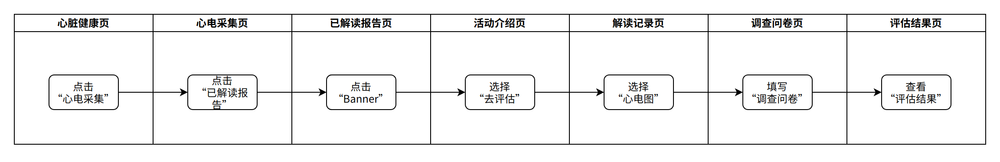 心脏健康页
心电采集页
已解读报告页
活动介绍页
解读记录页
调查问卷页
评估结果页
点击
“心电采集”
点击
“已解读报
告”
点击
“Banner”
选择
“去评估”
选择
“心电图”
填写
“调查问卷”
查看
“评估结果”